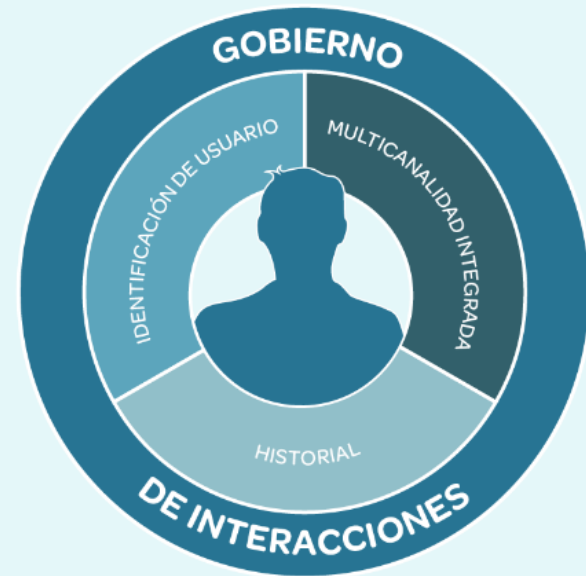 GOBIERNO
IDENTIFICACIÓN DE USUARIO
MULTICANALIDAD INTEGRADA
HISTORIAL
DE INTERACCIONES